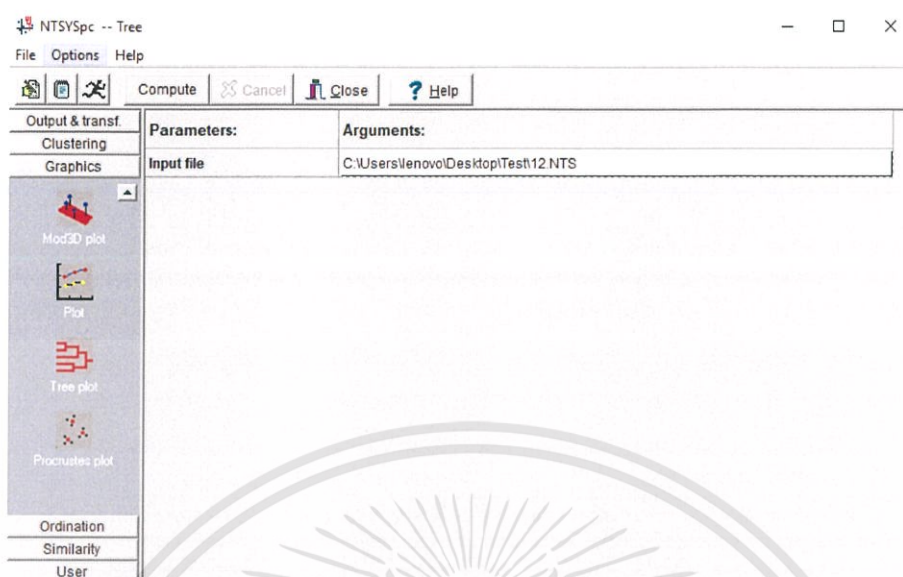 NTSYSpc -- Tree
File Options Help
Compute Cancel Close ? Help
Output & transf.
Clustering
Graphics
Parameters: Arguments:
Input file C:\Users\lenovo\Desktop\Test\12.NTS
Mod3D plot
Plot
Tree plot
Procrustes plot
Ordination
Similarity
User